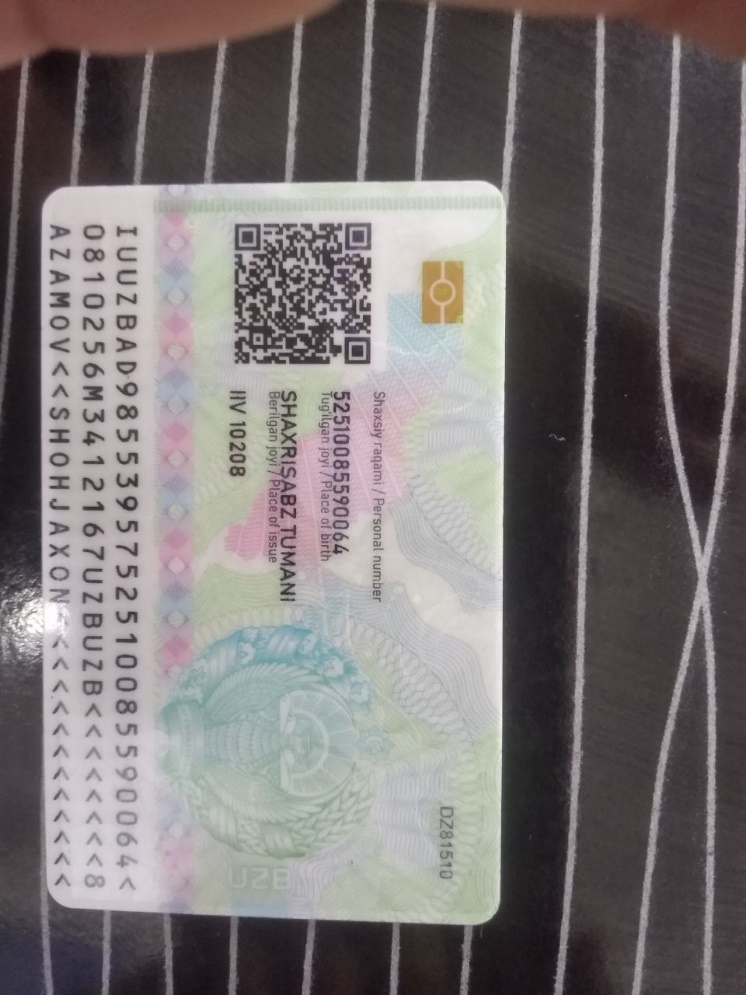 DZ81510
Shaxsiy raqami / Personal number
52510085590064
Tug'ilgan joyi / Place of birth
SHAXRISABZ TUMANI
Berilgan joyi / Place of issue
IIV 10208
UZB
IUUZBAD9855395752510085590064<
0810256M3412167UZBUZB<<<<<<<8
AZAMOV<<SHOHJAXON<<<<<<<<<<<<<